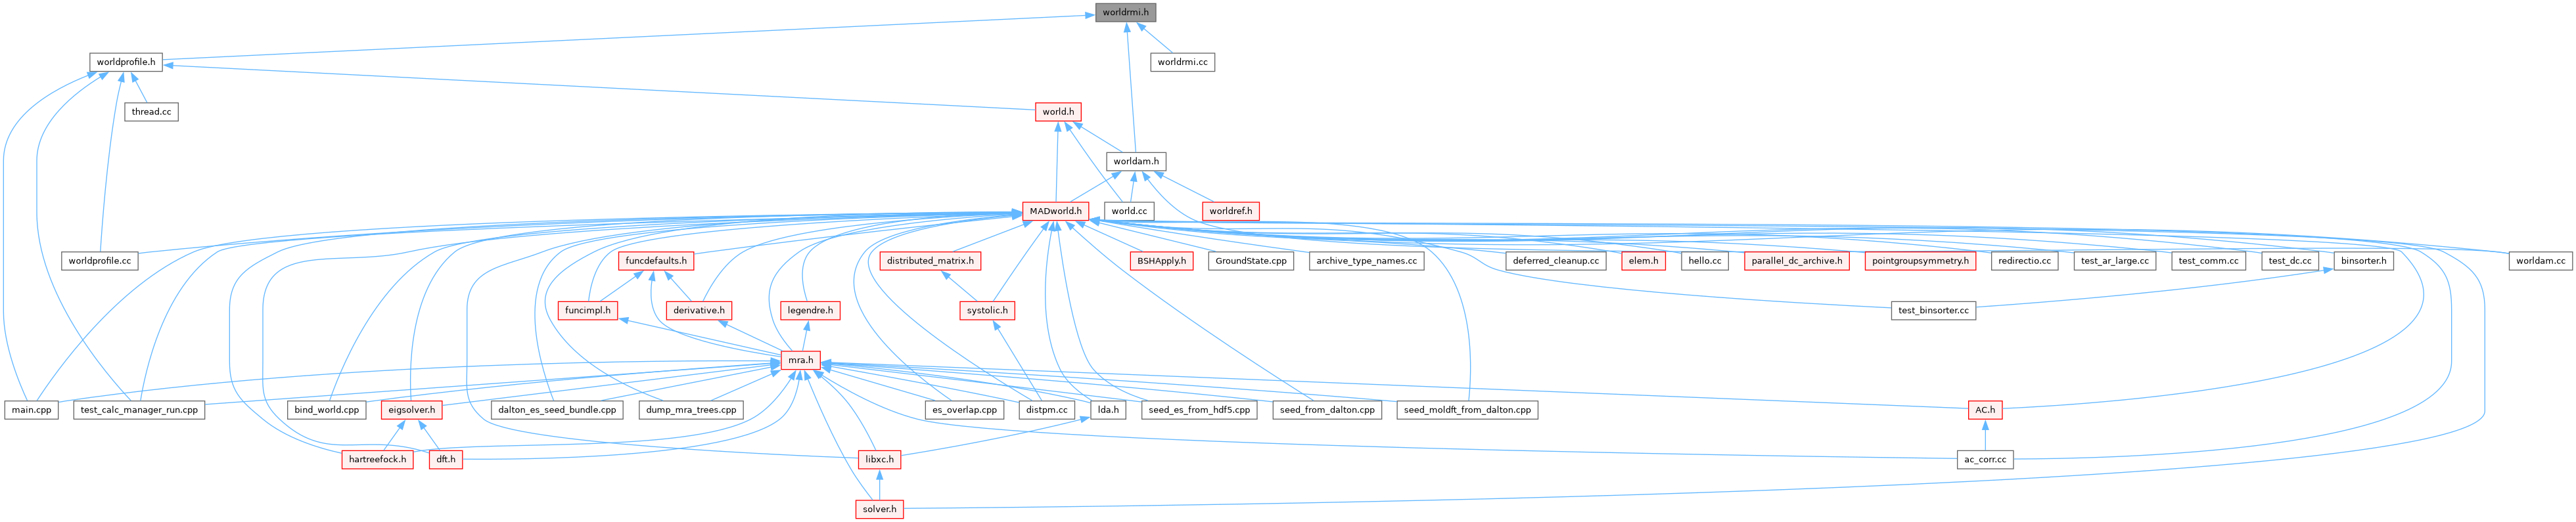 worldrmi.h
worldprofile.h
worldrmi.cc
thread.cc
world.h
worldam.h
MADworld.h
world.cc
worldref.h
worldprofile.cc
funcdefaults.h
distributed_matrix.h
BSHApply.h
GroundState.cpp
archive_type_names.cc
deferred_cleanup.cc
elem.h
hello.cc
parallel_dc_archive.h
pointgroupsymmetry.h
redirectio.cc
test_ar_large.cc
test_comm.cc
test_dc.cc
binsorter.h
worldam.cc
funcimpl.h
derivative.h
legendre.h
systolic.h
test_binsorter.cc
mra.h
main.cpp
test_calc_manager_run.cpp
bind_world.cpp
eigsolver.h
dalton_es_seed_bundle.cpp
dump_mra_trees.cpp
es_overlap.cpp
distpm.cc
lda.h
seed_es_from_hdf5.cpp
seed_from_dalton.cpp
seed_moldft_from_dalton.cpp
AC.h
hartreefock.h
dft.h
libxc.h
ac_corr.cc
solver.h